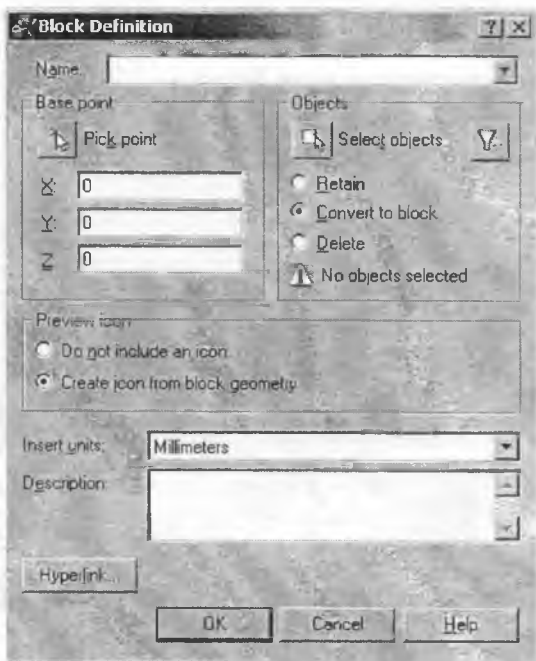 Block Definition
Name:
Base point
Pick point
X: 0
Y: 0
Z: 0
Objects
Select objects
Retain
Convert to block
Delete
No objects selected
Preview icon
Do not include an icon
Create icon from block geometry
Insert units: Millimeters
Description:
Hyperlink...
OK Cancel Help